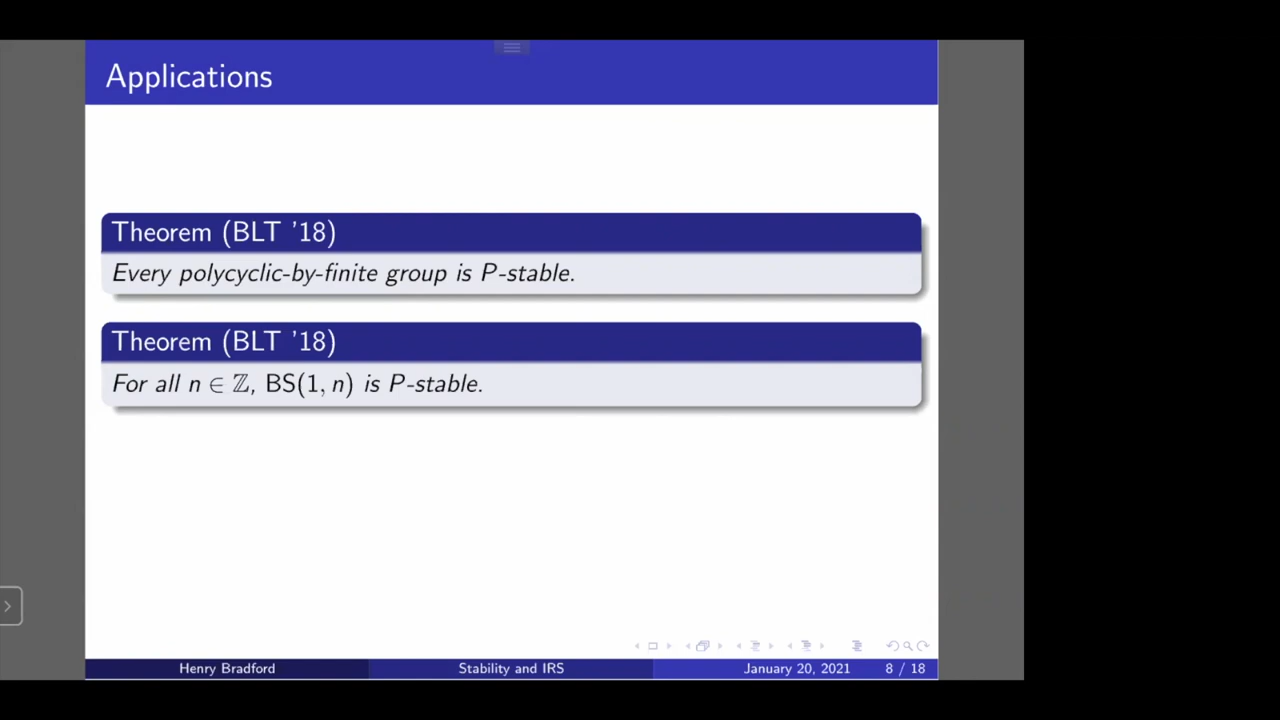 Applications
Theorem (BLT '18)
Every polycyclic-by-finite group is P-stable.
Theorem (BLT '18)
For all n ∈ ℤ, BS(1, n) is P-stable.
Henry Bradford
Stability and IRS
January 20, 2021
8 / 18